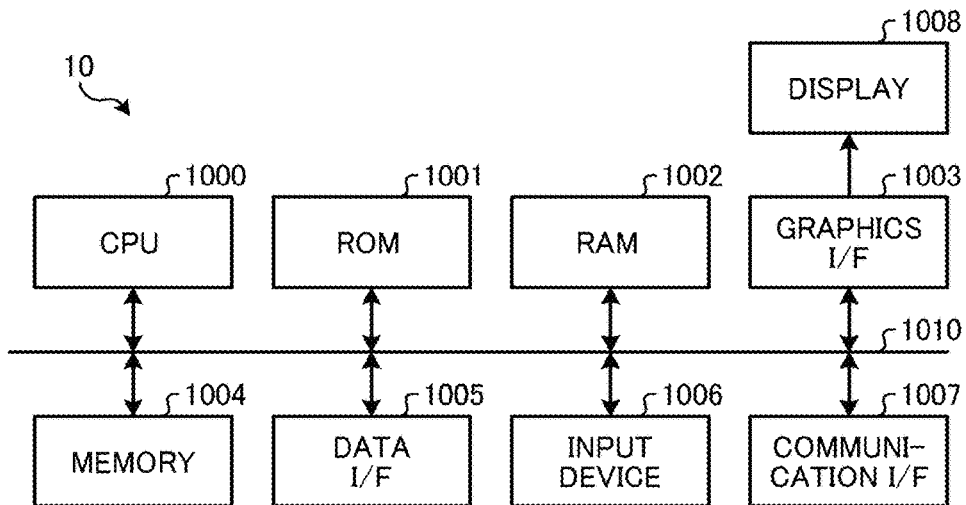 1008
10
DISPLAY
1000
1001
1002
1003
CPU
ROM
RAM
GRAPHICS
I/F
1010
1004
1005
1006
1007
MEMORY
DATA
I/F
INPUT
DEVICE
COMMUNI-
CATION I/F